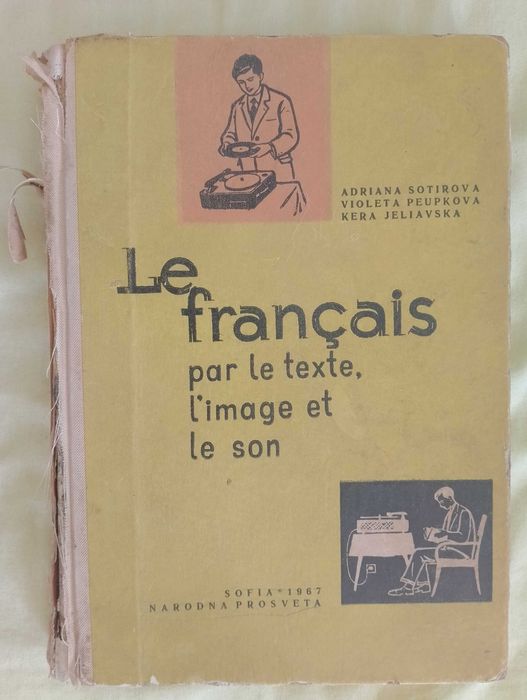 ADRIANA SOTIROVA
VIOLETA PEUPKOVA
KERA JELIAVSKA
Le
français
par le texte,
l'image et
le son
SOFIA * 1967
NARODNA PROSVETA